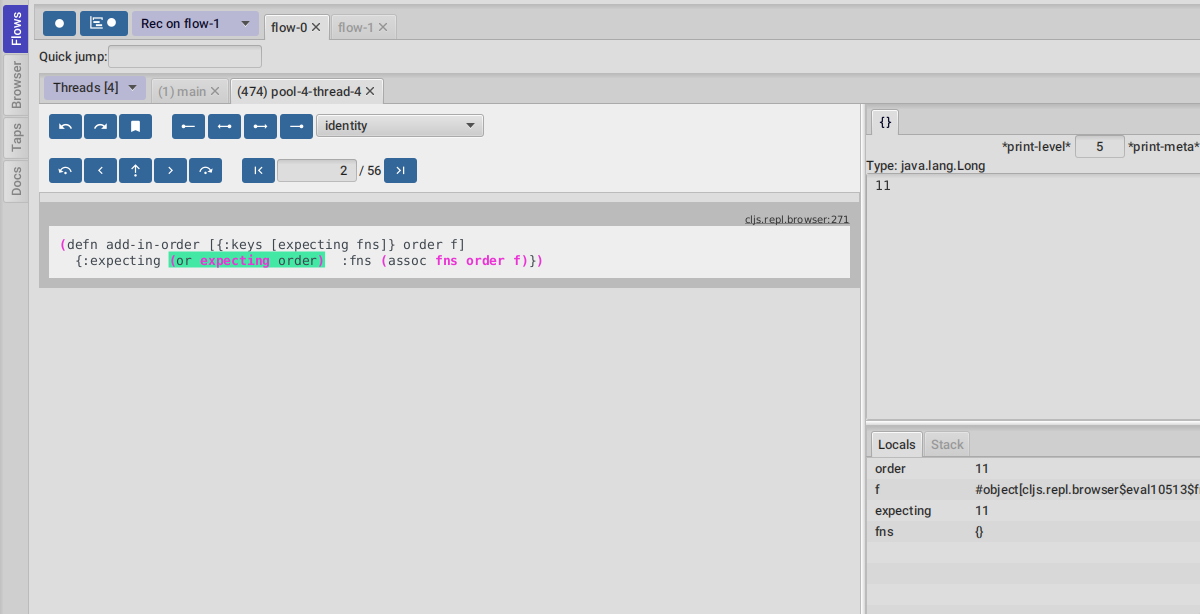 Flows
Browser
Taps
Docs
Rec on flow-1
flow-0
flow-1
Quick jump:
Threads [4]
(1) main
(474) pool-4-thread-4
identity
2 / 56
cljs.repl.browser:271
(defn add-in-order [{:keys [expecting fns]} order f]
{:expecting (or expecting order) :fns (assoc fns order f)})
{}
*print-level* 5 *print-meta*
Type: java.lang.Long
11
Locals
Stack
order 11
f #object[cljs.repl.browser$eval10513$f
expecting 11
fns {}